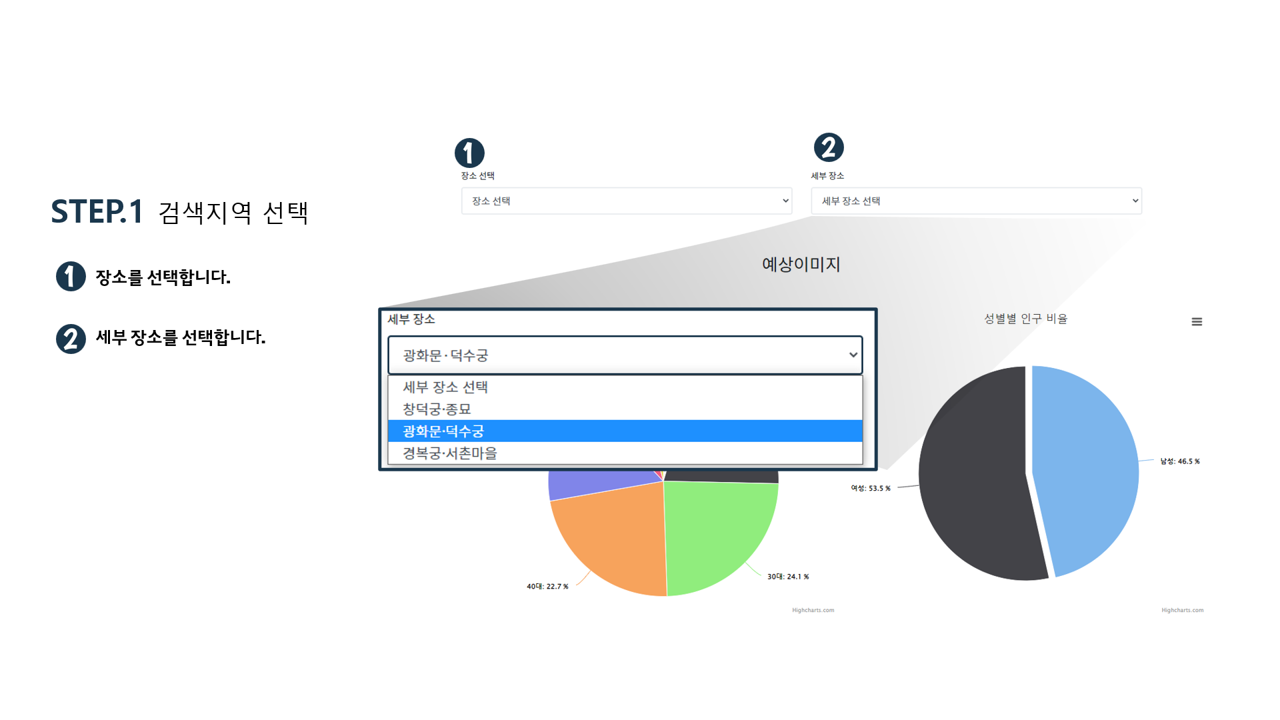 STEP.1 검색지역 선택
1 장소를 선택합니다.
2 세부 장소를 선택합니다.
1
장소 선택
장소 선택
2
세부 장소
세부 장소 선택
예상이미지
세부 장소
광화문·덕수궁
세부 장소 선택
창덕궁·종묘
광화문·덕수궁
경복궁·서촌마을
40대: 22.7 %
30대: 24.1 %
Highcharts.com
성별별 인구 비율
남성: 46.5 %
여성: 53.5 %
Highcharts.com